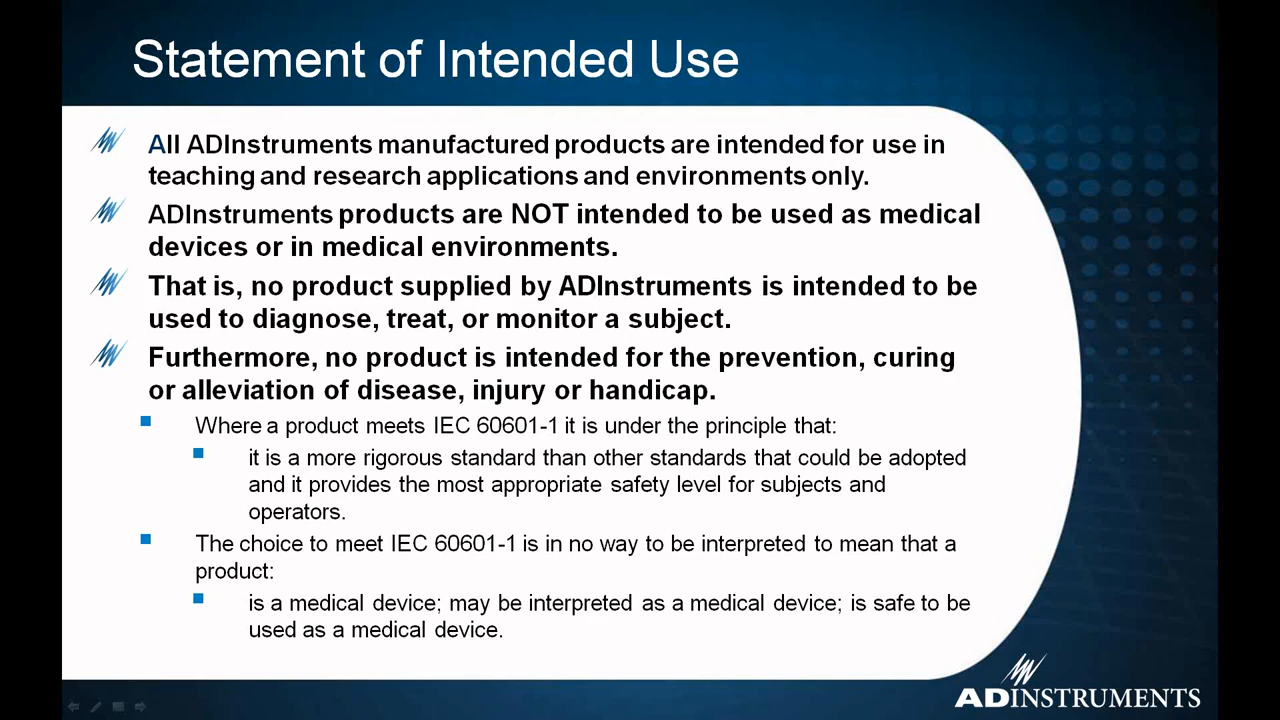 Statement of Intended Use
All ADInstruments manufactured products are intended for use in
teaching and research applications and environments only.
ADInstruments products are NOT intended to be used as medical
devices or in medical environments.
That is, no product supplied by ADInstruments is intended to be
used to diagnose, treat, or monitor a subject.
Furthermore, no product is intended for the prevention, curing
or alleviation of disease, injury or handicap.
Where a product meets IEC 60601-1 it is under the principle that:
it is a more rigorous standard than other standards that could be adopted
and it provides the most appropriate safety level for subjects and
operators.
The choice to meet IEC 60601-1 is in no way to be interpreted to mean that a
product:
is a medical device; may be interpreted as a medical device; is safe to be
used as a medical device.
ADINSTRUMENTS